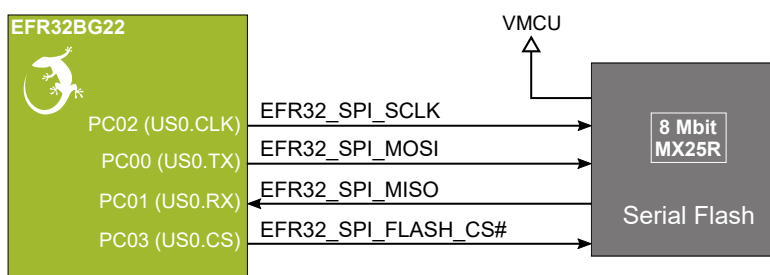 EFR32BG22
VMCU
PC02 (US0.CLK)
EFR32_SPI_SCLK
PC00 (US0.TX)
EFR32_SPI_MOSI
PC01 (US0.RX)
EFR32_SPI_MISO
PC03 (US0.CS)
EFR32_SPI_FLASH_CS#
8 Mbit
MX25R
Serial Flash